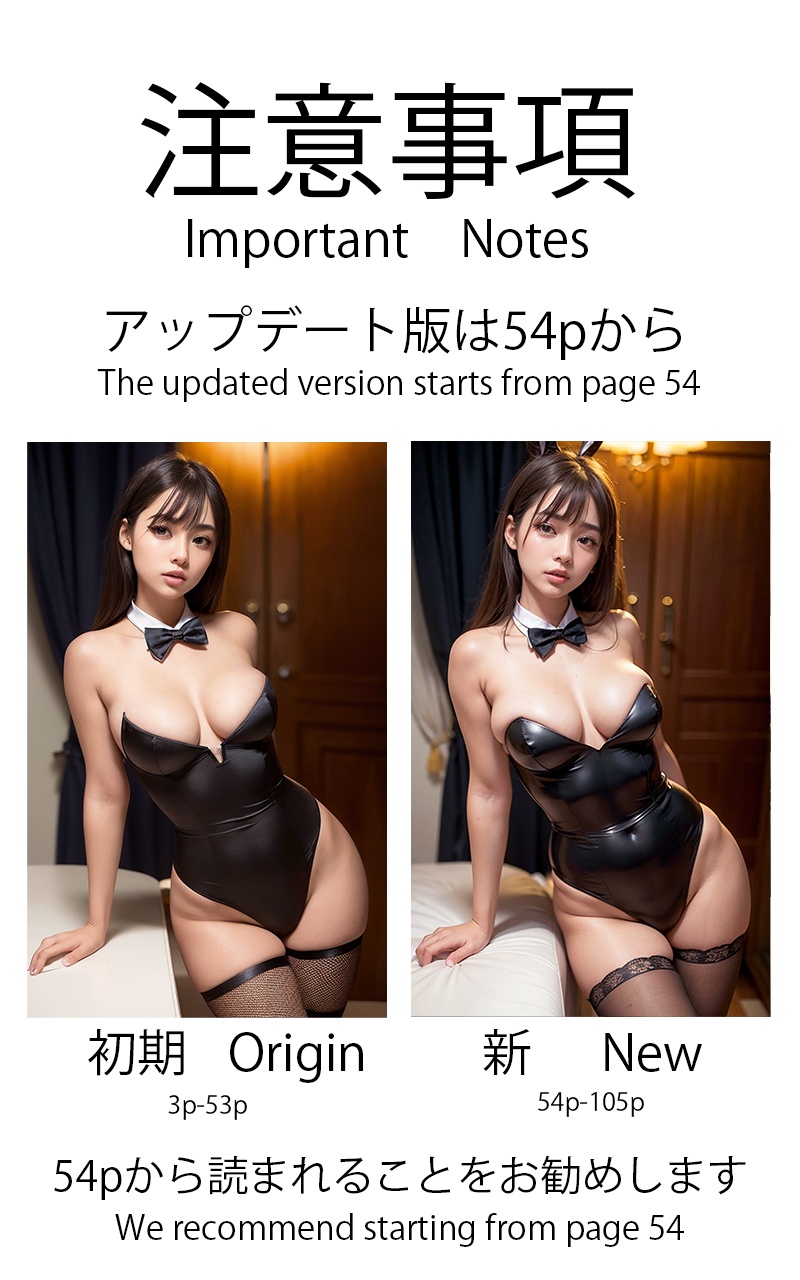 注意事項
Important Notes
アップデート版は54pから
The updated version starts from page 54
初期 Origin
新 New
3p-53p
54p-105p
54pから読まれることをお勧めします
We recommend starting from page 54